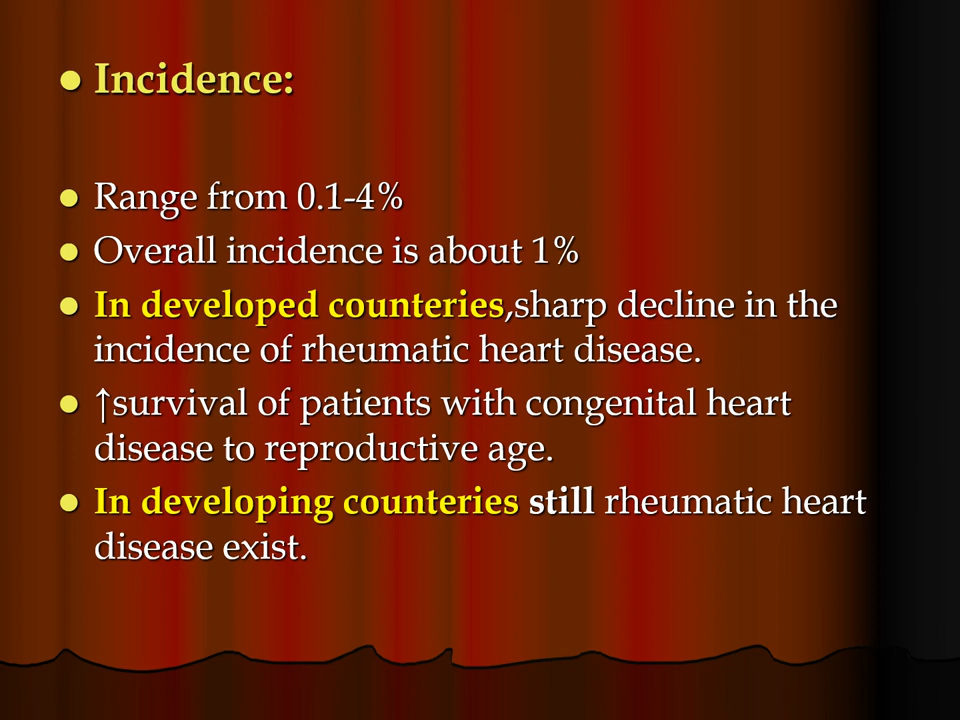 ● Incidence:
● Range from 0.1-4%
● Overall incidence is about 1%
● In developed counteries,sharp decline in the
incidence of rheumatic heart disease.
● ↑survival of patients with congenital heart
disease to reproductive age.
● In developing counteries still rheumatic heart
disease exist.